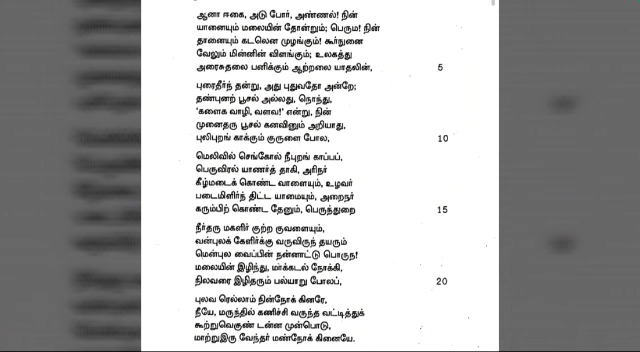 ஆனா ஈகை, அடு போர், அண்ணல்! நின்
யானையும் மலையின் தோன்றும்; பெரும! நின்
தானையும் கடலென முழங்கும்! கூர்நுனை
வேலும் மின்னின் விளங்கும்; உலகத்து
அரைசுதலை பனிக்கும் ஆற்றலை யாதலின், 5
புரைதீர்ந் தன்று, அது புதுவதோ அன்றே;
தண்புனற் பூசல் அல்லது, நொந்து,
'களைக வாழி, வளவ!' என்று, நின்
முனைதரு பூசல் கனவினும் அறியாது,
புலிபுறங் காக்கும் குருளை போல, 10
மெலிவில் செங்கோல் நீபுறங் காப்பப்,
பெருவிரல் யாணர்த் தாகி, அரிநர்
கீழ்மடைக் கொண்ட வாளையும், உழவர்
படைமிளிர்ந் திட்ட யாமையும், அறைநர்
கரும்பிற் கொண்ட தேனும், பெருந்துறை 15
நீர்தரு மகளிர் குற்ற குவளையும்,
வன்புலக் கேளிர்க்கு வருவிருந் தயரும்
மென்புல வைப்பின் நன்னாட்டு பொருந!
மலையின் இழிந்து, மாக்கடல் நோக்கி,
நிலவரை இழிதரும் பல்யாறு போலப், 20
புலவ ரெல்லாம் நின்நோக் கினரே,
நீயே, மருந்தில் கணிச்சி வருந்த வட்டித்துக்
கூற்றுவெகுண் டன்ன முன்பொடு,
மாற்றுஇரு வேந்தர் மண்நோக் கினையே.